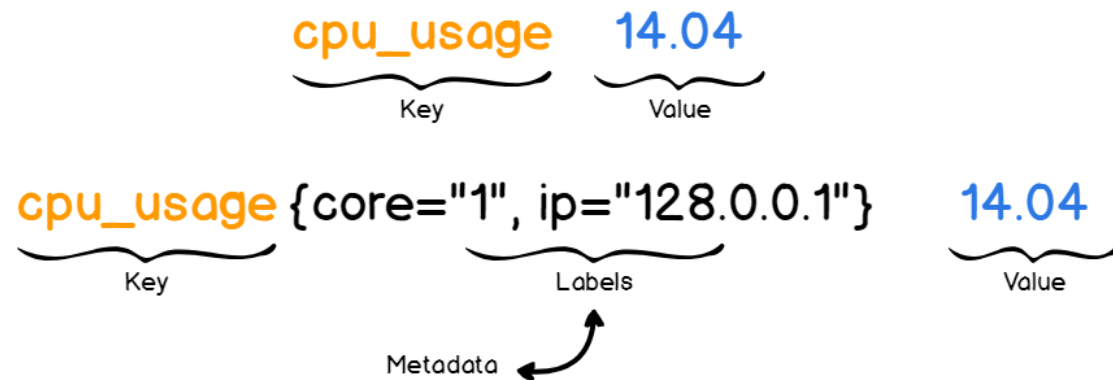 cpu_usage 14.04
Key Value
cpu_usage {core="1", ip="128.0.0.1"} 14.04
Key Labels Value
Metadata